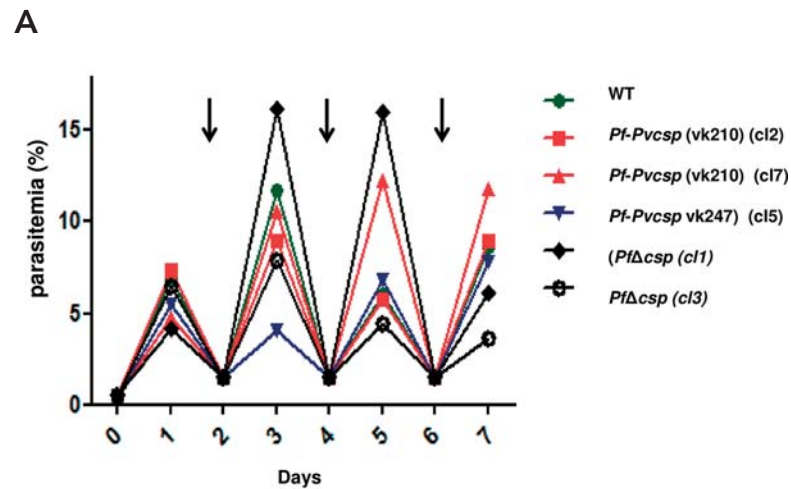 A
parasitemia (%)
15
10
5
0
0 1 2 3 4 5 6 7
Days
WT
Pf-Pvcsp (vk210) (cl2)
Pf-Pvcsp (vk210) (cl7)
Pf-Pvcsp vk247) (cl5)
(PfΔcsp (cl1)
PfΔcsp (cl3)